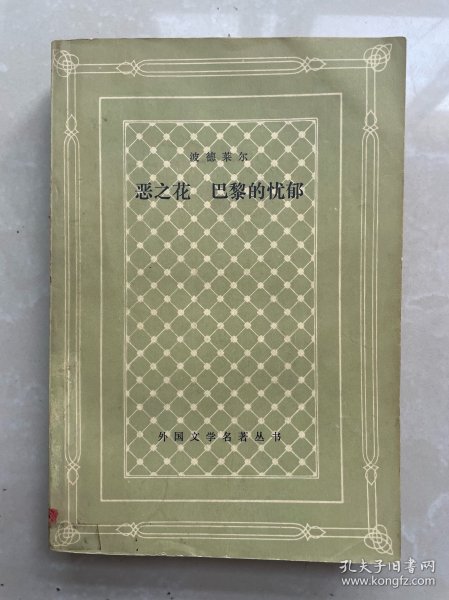 波德莱尔
恶之花 巴黎的忧郁
外国文学名著丛书
孔夫子旧书网
www.kongfz.com